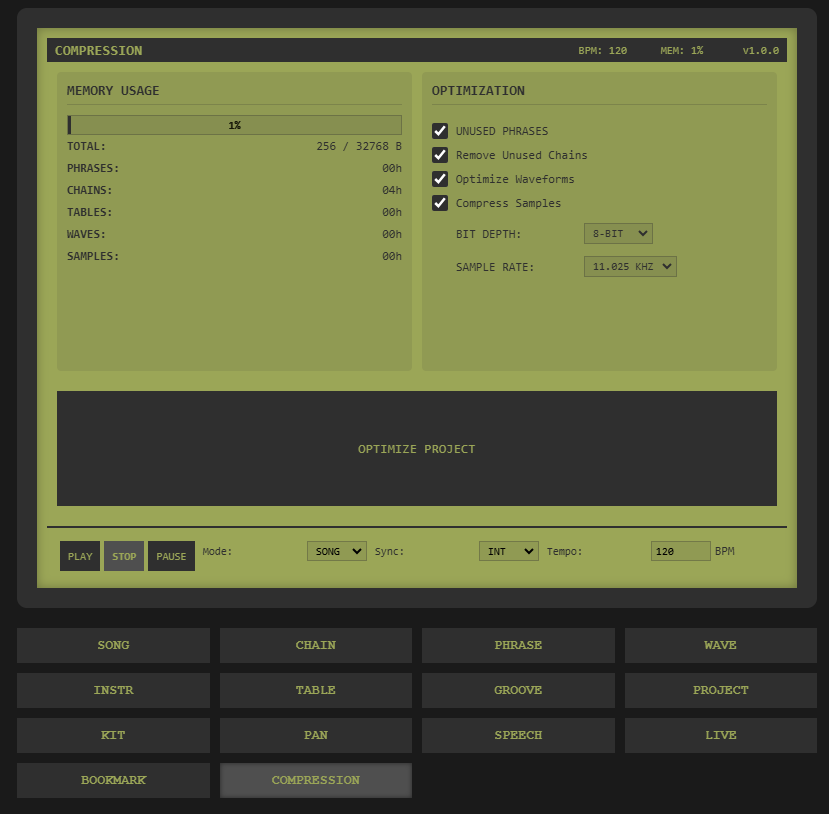 COMPRESSION BPM: 120 MEM: 1% v1.0.0
MEMORY USAGE
1%
TOTAL: 256 / 32768 B
PHRASES: 00h
CHAINS: 04h
TABLES: 00h
WAVES: 00h
SAMPLES: 00h
OPTIMIZATION
UNUSED PHRASES
Remove Unused Chains
Optimize Waveforms
Compress Samples
BIT DEPTH: 8-BIT
SAMPLE RATE: 11.025 KHZ
OPTIMIZE PROJECT
PLAY STOP PAUSE Mode: SONG Sync: INT Tempo: 120 BPM
SONG CHAIN PHRASE WAVE
INSTR TABLE GROOVE PROJECT
KIT PAN SPEECH LIVE
BOOKMARK COMPRESSION